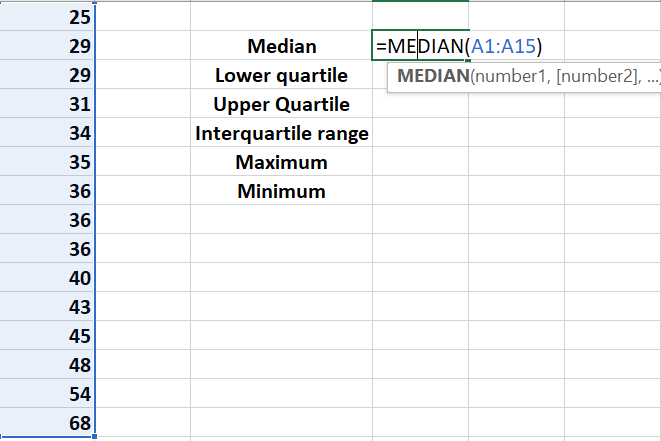 25
29 Median =MEDIAN(A1:A15)
29 Lower quartile MEDIAN(number1, [number2], ...)
31 Upper Quartile
34 Interquartile range
35 Maximum
36 Minimum
36
36
40
43
45
48
54
68